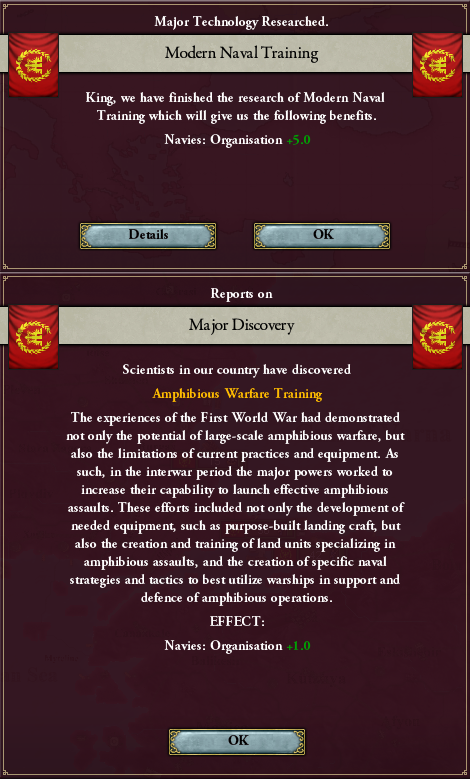 Major Technology Researched.
Modern Naval Training
King, we have finished the research of Modern Naval
Training which will give us the following benefits.
Navies: Organisation +5.0
Details
OK
Reports on
Major Discovery
Scientists in our country have discovered
Amphibious Warfare Training
The experiences of the First World War had demonstrated
not only the potential of large-scale amphibious warfare, but
also the limitations of current practices and equipment. As
such, in the interwar period the major powers worked to
increase their capability to launch effective amphibious
assaults. These efforts included not only the development of
needed equipment, such as purpose-built landing craft, but
also the creation and training of land units specializing in
amphibious assaults, and the creation of specific naval
strategies and tactics to best utilize warships in support and
defence of amphibious operations.
EFFECT:
Navies: Organisation +1.0
OK